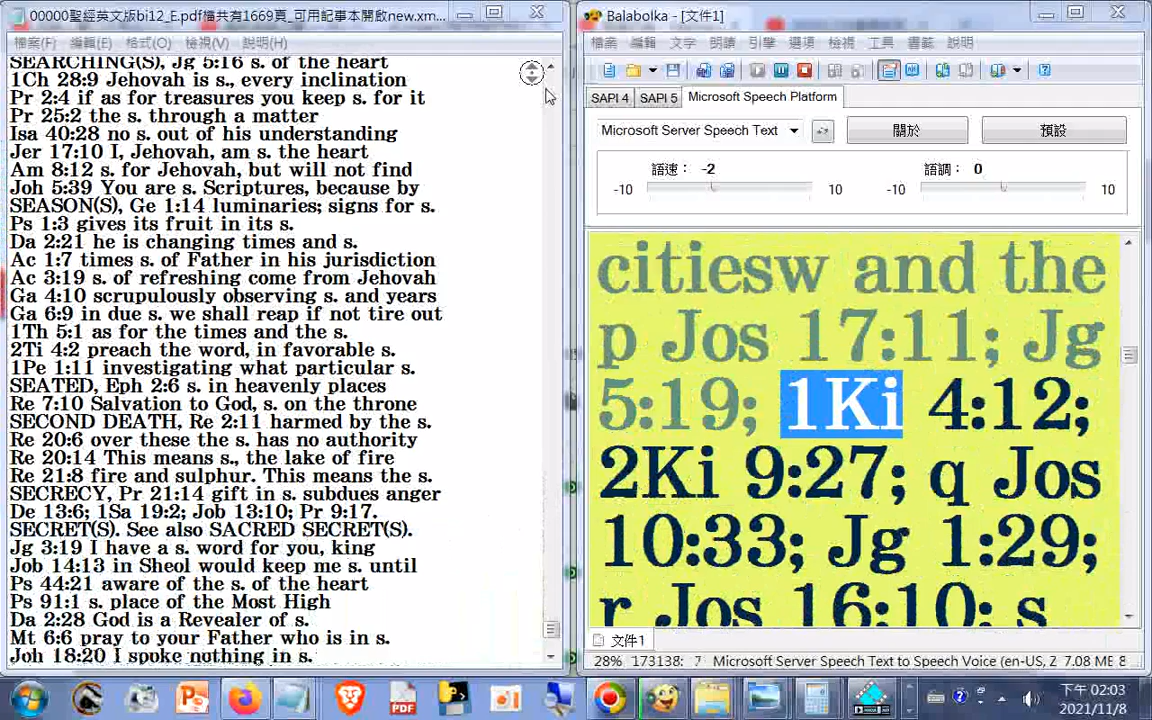 00000聖經英文版bi12_E.pdf檔共有1669頁_可用記事本開啟new.xm...
檔案(F) 編輯(E) 格式(O) 檢視(V) 說明(H)
SEARCHING(S), Jg 5:16 s. of the heart
1Ch 28:9 Jehovah is s., every inclination
Pr 2:4 if as for treasures you keep s. for it
Pr 25:2 the s. through a matter
Isa 40:28 no s. out of his understanding
Jer 17:10 I, Jehovah, am s. the heart
Am 8:12 s. for Jehovah, but will not find
Joh 5:39 You are s. Scriptures, because by
SEASON(S), Ge 1:14 luminaries; signs for s.
Ps 1:3 gives its fruit in its s.
Da 2:21 he is changing times and s.
Ac 1:7 times s. of Father in his jurisdiction
Ac 3:19 s. of refreshing come from Jehovah
Ga 4:10 scrupulously observing s. and years
Ga 6:9 in due s. we shall reap if not tire out
1Th 5:1 as for the times and the s.
2Ti 4:2 preach the word, in favorable s.
1Pe 1:11 investigating what particular s.
SEATED, Eph 2:6 s. in heavenly places
Re 7:10 Salvation to God, s. on the throne
SECOND DEATH, Re 2:11 harmed by the s.
Re 20:6 over these the s. has no authority
Re 20:14 This means s., the lake of fire
Re 21:8 fire and sulphur. This means the s.
SECRECY, Pr 21:14 gift in s. subdues anger
De 13:6; 1Sa 19:2; Job 13:10; Pr 9:17.
SECRET(S). See also SACRED SECRET(S).
Jg 3:19 I have a s. word for you, king
Job 14:13 in Sheol would keep me s. until
Ps 44:21 aware of the s. of the heart
Ps 91:1 s. place of the Most High
Da 2:28 God is a Revealer of s.
Mt 6:6 pray to your Father who is in s.
Joh 18:20 I spoke nothing in s.
Balabolka - [文件1]
檔案 編輯 文字 朗讀 引擎 選項 檢視 工具 書籤 說明
SAPI 4 SAPI 5 Microsoft Speech Platform
Microsoft Server Speech Text 關於 預設
語速： -2 語調： 0
-10 10 -10 10
citiesw and the
p Jos 17:11; Jg
5:19; 1Ki 4:12;
2Ki 9:27; q Jos
10:33; Jg 1:29;
r Jos 16:10; s
文件1
28% 173138: 7 Microsoft Server Speech Text to Speech Voice (en-US, Z 7.08 MB 8
PDF
下午 02:03
2021/11/8